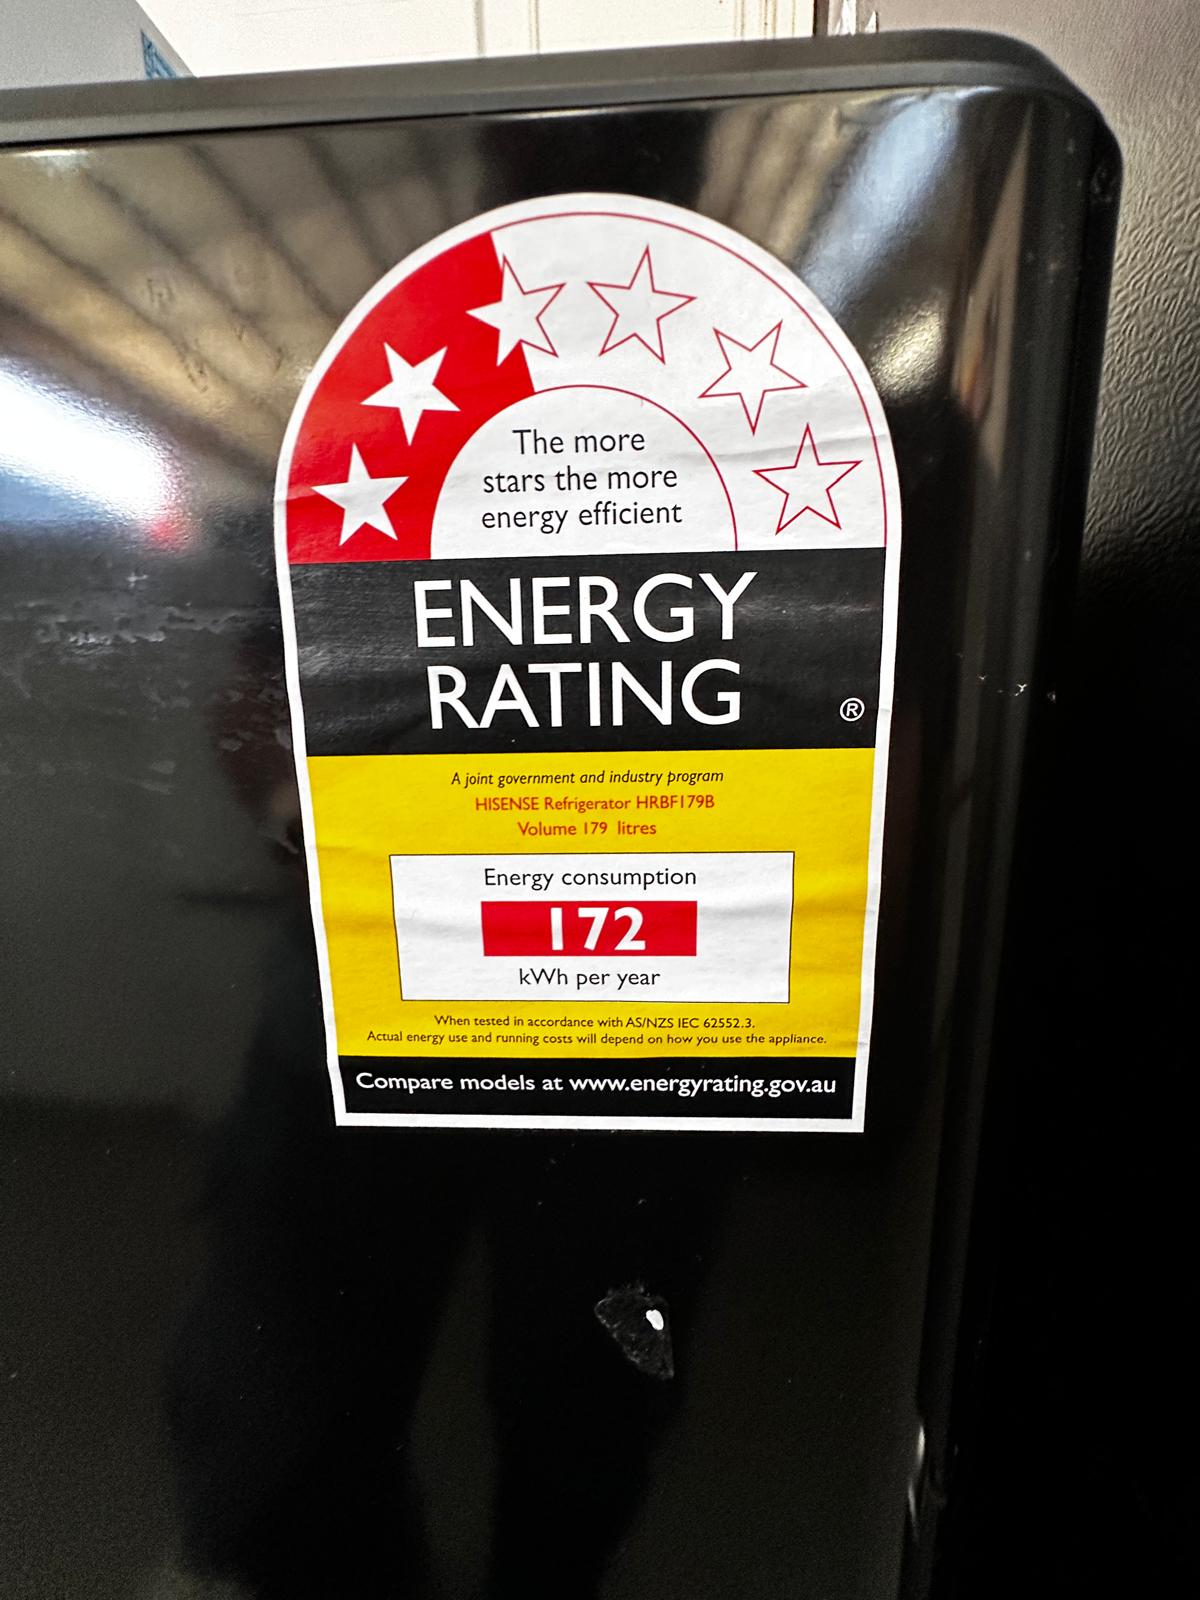 The more
stars the more
energy efficient
ENERGY
RATING
®
A joint government and industry program
HISENSE Refrigerator HRBF179B
Volume 179 litres
Energy consumption
172
kWh per year
When tested in accordance with AS/NZS IEC 62552.3.
Actual energy use and running costs will depend on how you use the appliance.
Compare models at www.energyrating.gov.au